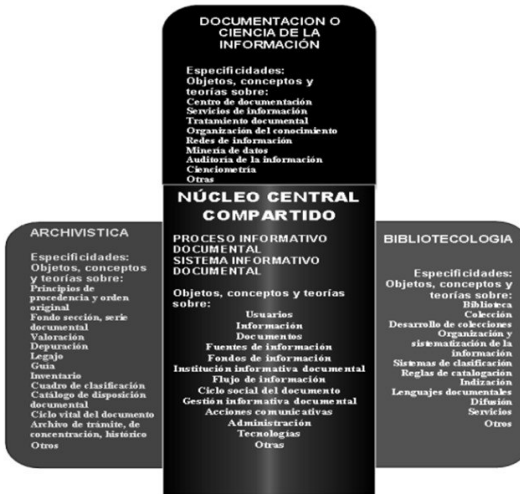 DOCUMENTACION O
CIENCIA DE LA
INFORMACIÓN
Especificidades:
Objetos, conceptos y
teorías sobre:
Centro de documentación
Servicios de información
Tratamiento documental
Organización del conocimiento
Redes de información
Minería de datos
Auditoria de la información
Cienciometría
Otras
NÚCLEO CENTRAL
COMPARTIDO
PROCESO INFORMATIVO
DOCUMENTAL
SISTEMA INFORMATIVO
DOCUMENTAL
Objetos, conceptos y teorías
sobre:
Usuarios
Información
Documentos
Fuentes de información
Fondos de información
Institución informativa documental
Flujo de información
Ciclo social del documento
Gestión informativa documental
Acciones comunicativas
Administración
Tecnologías
Otras
ARCHIVISTICA
Especificidades:
Objetos, conceptos
y teorías sobre:
Principios de
procedencia y orden
original
Fondo sección, serie
documental
Valoración
Depuración
Legajo
Guía
Inventario
Cuadro de clasificación
Catálogo de disposición
documental
Ciclo vital del documento
Archivo de trámite, de
concentración, histórico
Otros
BIBLIOTECOLOGIA
Especificidades:
Objetos, conceptos y
teorías sobre:
Biblioteca
Colección
Desarrollo de colecciones
Organización y
sistematización de la
información
Sistemas de clasificación
Reglas de catalogación
Indización
Lenguajes documentales
Difusión
Servicios
Otros